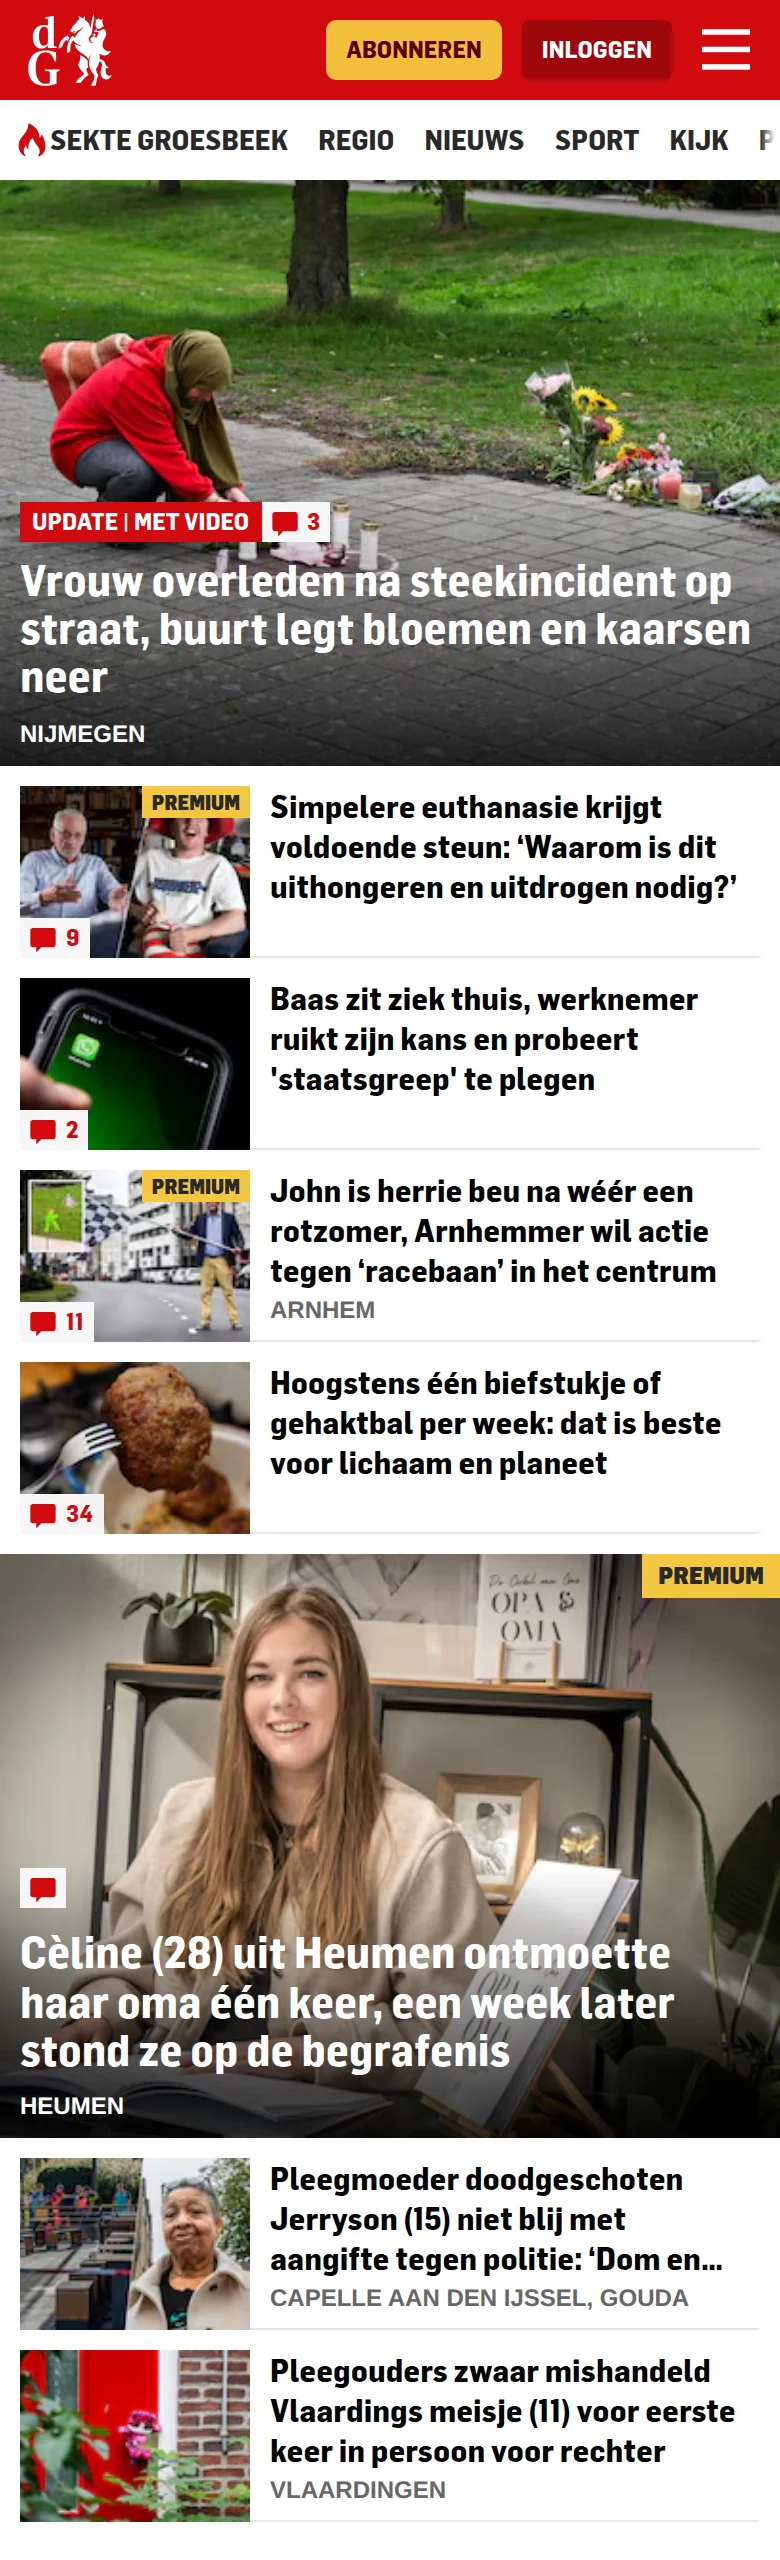 dG
ABONNEREN
INLOGGEN
SEKTE GROESBEEK REGIO NIEUWS SPORT KIJK P
UPDATE | MET VIDEO 3
Vrouw overleden na steekincident op
straat, buurt legt bloemen en kaarsen
neer
NIJMEGEN
PREMIUM
9
Simpelere euthanasie krijgt
voldoende steun: ‘Waarom is dit
uithongeren en uitdrogen nodig?’
2
Baas zit ziek thuis, werknemer
ruikt zijn kans en probeert
'staatsgreep' te plegen
PREMIUM
11
John is herrie beu na wéér een
rotzomer, Arnhemmer wil actie
tegen ‘racebaan’ in het centrum
ARNHEM
34
Hoogstens één biefstukje of
gehaktbal per week: dat is beste
voor lichaam en planeet
PREMIUM
OPA &
OMA
Cèline (28) uit Heumen ontmoette
haar oma één keer, een week later
stond ze op de begrafenis
HEUMEN
Pleegmoeder doodgeschoten
Jerryson (15) niet blij met
aangifte tegen politie: ‘Dom en...
CAPELLE AAN DEN IJSSEL, GOUDA
Pleegouders zwaar mishandeld
Vlaardings meisje (11) voor eerste
keer in persoon voor rechter
VLAARDINGEN